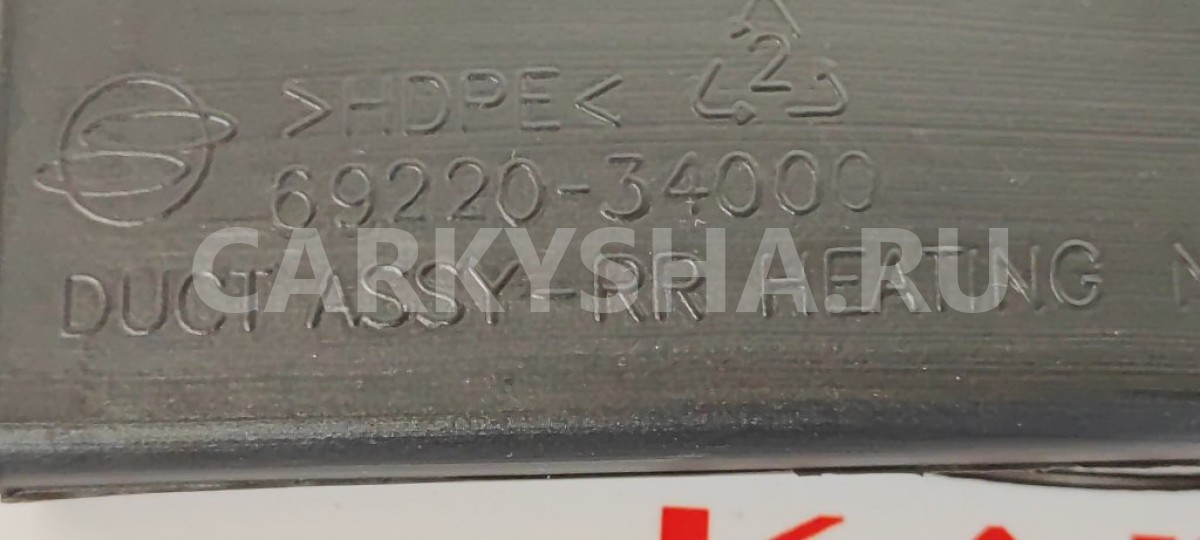 2
>HDPE<
69220-34000
DUCT ASSY-RR HEATING
CARKYSHA.RU